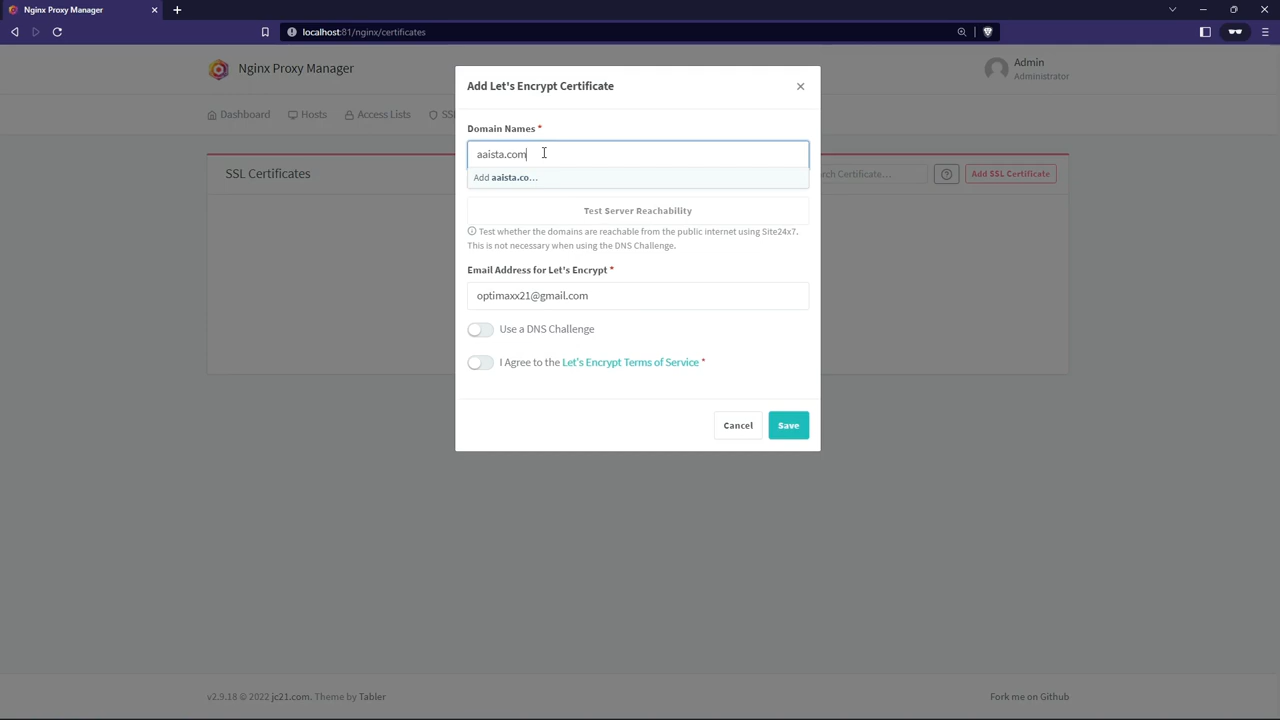 Nginx Proxy Manager
localhost:81/nginx/certificates
Nginx Proxy Manager
Admin
Administrator
Dashboard
Hosts
Access Lists
SS
SSL Certificates
rch Certificate…
Add SSL Certificate
Add Let's Encrypt Certificate
Domain Names *
aaista.com
Add aaista.co…
Test Server Reachability
Test whether the domains are reachable from the public internet using Site24x7.
This is not necessary when using the DNS Challenge.
Email Address for Let's Encrypt *
optimaxx21@gmail.com
Use a DNS Challenge
I Agree to the Let's Encrypt Terms of Service *
Cancel
Save
v2.9.18 © 2022 jc21.com. Theme by Tabler
Fork me on Github